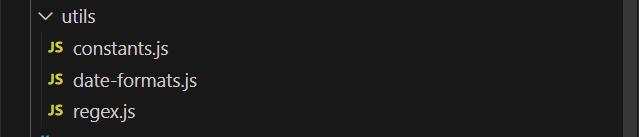 utils
JS constants.js
JS date-formats.js
JS regex.js